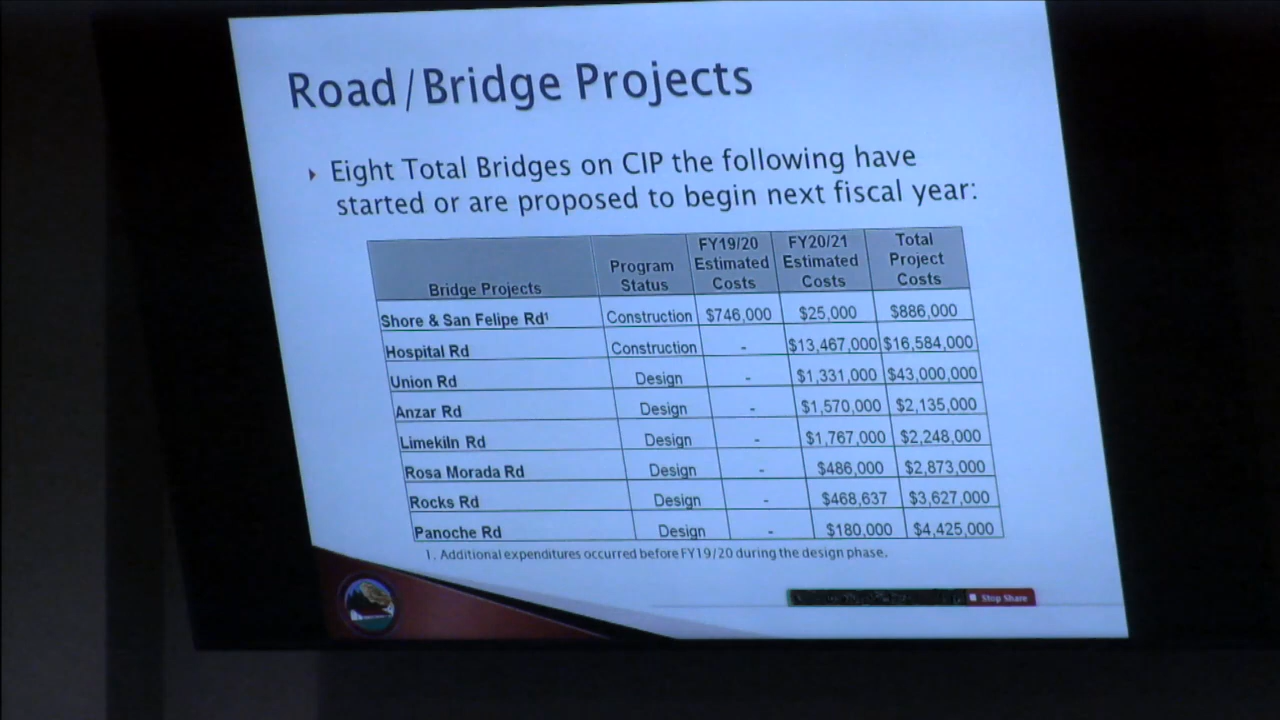 Road/Bridge Projects
Eight Total Bridges on CIP the following have
started or are proposed to begin next fiscal year:
Bridge Projects Program Status FY19/20 Estimated Costs FY20/21 Estimated Costs Total Project Costs
Shore & San Felipe Rd¹ Construction $746,000 $25,000 $886,000
Hospital Rd Construction - $13,467,000 $16,584,000
Union Rd Design - $1,331,000 $43,000,000
Anzar Rd Design - $1,570,000 $2,135,000
Limekiln Rd Design - $1,767,000 $2,248,000
Rosa Morada Rd Design - $486,000 $2,873,000
Rocks Rd Design - $468,637 $3,627,000
Panoche Rd Design - $180,000 $4,425,000
1. Additional expenditures occurred before FY19/20 during the design phase.
Stop Share